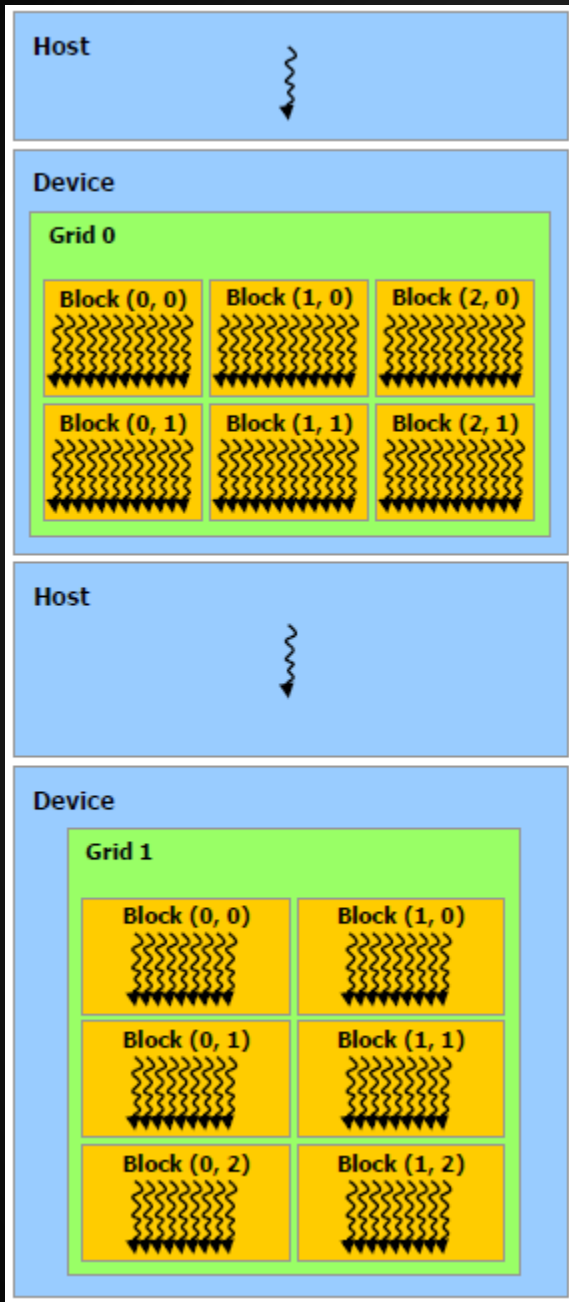 Host
Device
Grid 0
Block (0, 0) Block (1, 0) Block (2, 0)
Block (0, 1) Block (1, 1) Block (2, 1)
Host
Device
Grid 1
Block (0, 0) Block (1, 0)
Block (0, 1) Block (1, 1)
Block (0, 2) Block (1, 2)